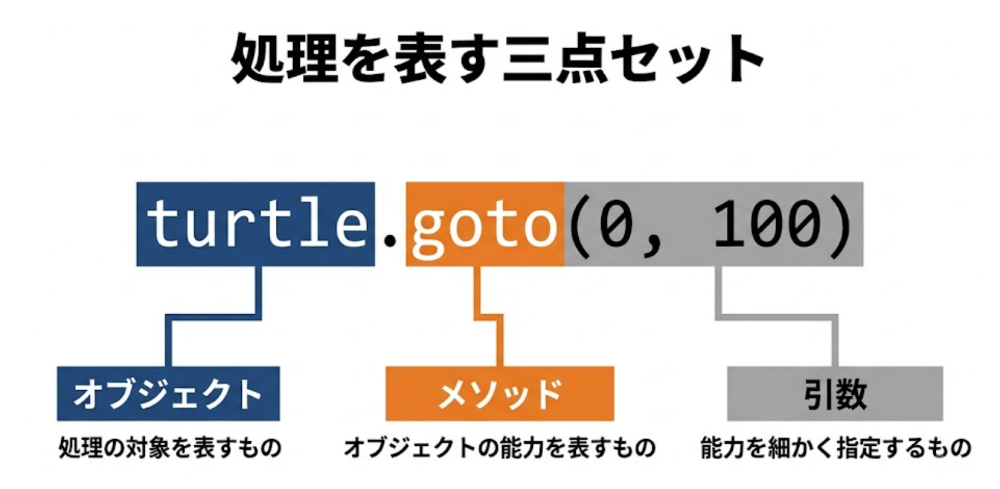 処理を表す三点セット
turtle.goto(0, 100)
オブジェクト
処理の対象を表すもの
メソッド
オブジェクトの能力を表すもの
引数
能力を細かく指定するもの